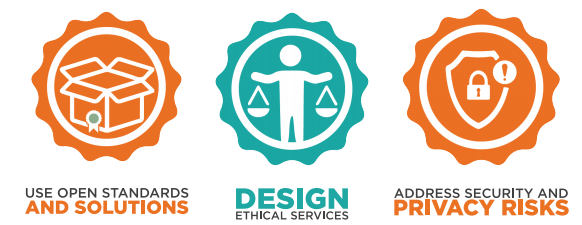 USE OPEN STANDARDS
AND SOLUTIONS
DESIGN
ETHICAL SERVICES
ADDRESS SECURITY AND
PRIVACY RISKS